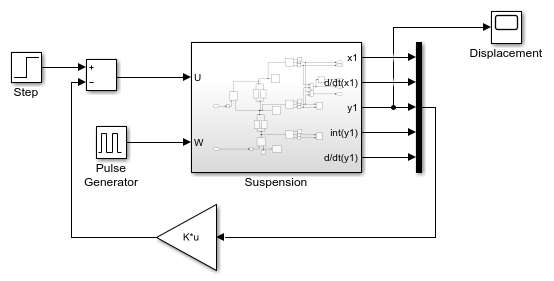 Displacement
Step
+
−
U
W
x1
d/dt(x1)
y1
int(y1)
d/dt(y1)
Pulse
Generator
Suspension
K*u